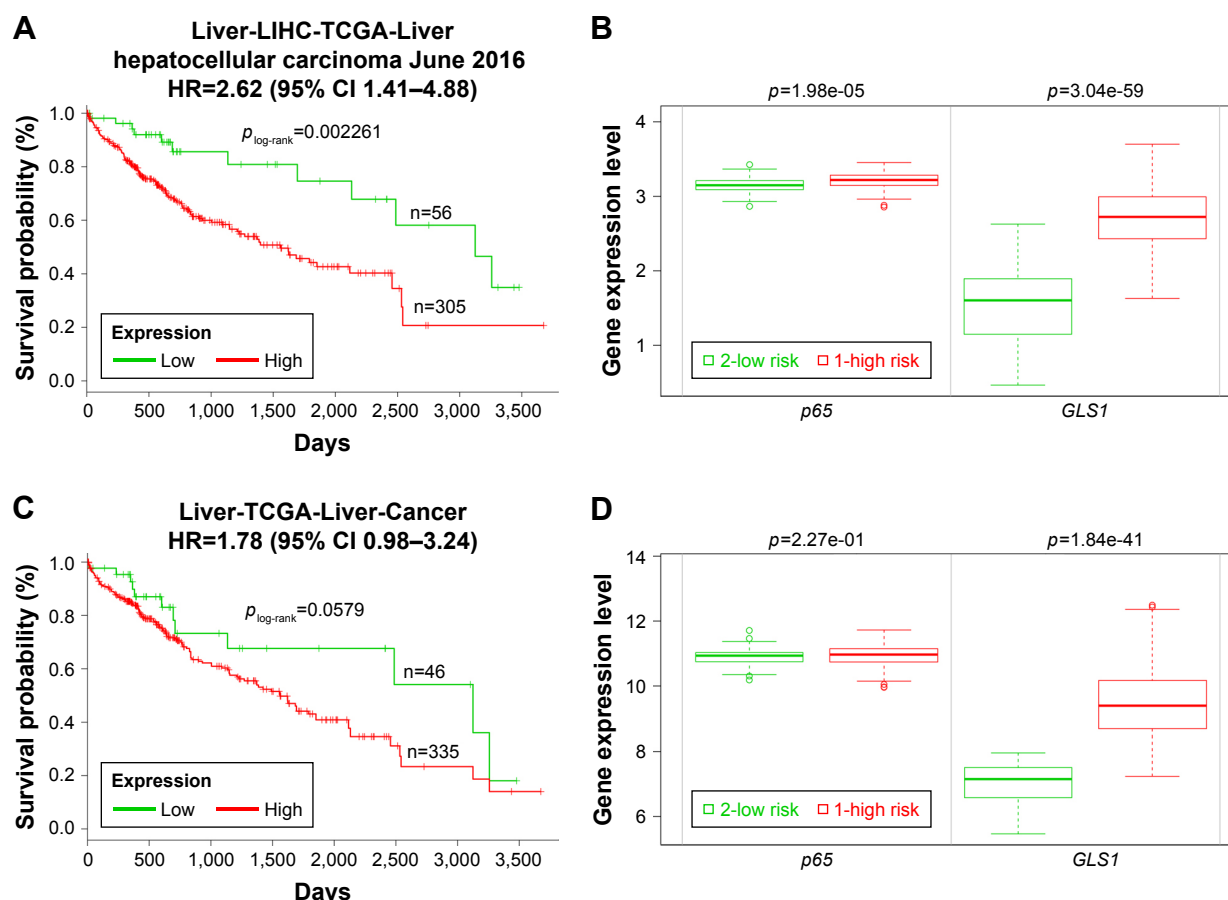 A
Liver-LIHC-TCGA-Liver
hepatocellular carcinoma June 2016
HR=2.62 (95% CI 1.41–4.88)
Survival probability (%)
1.0
0.8
0.6
0.4
0.2
0.0
p log-rank=0.002261
n=56
n=305
Expression
Low High
0 500 1,000 1,500 2,000 2,500 3,000 3,500
Days
B
p=1.98e-05 p=3.04e-59
Gene expression level
4
3
2
1
2-low risk 1-high risk
p65 GLS1
C
Liver-TCGA-Liver-Cancer
HR=1.78 (95% CI 0.98–3.24)
Survival probability (%)
1.0
0.8
0.6
0.4
0.2
0.0
p log-rank=0.0579
n=46
n=335
Expression
Low High
0 500 1,000 1,500 2,000 2,500 3,000 3,500
Days
D
p=2.27e-01 p=1.84e-41
Gene expression level
14
12
10
8
6
2-low risk 1-high risk
p65 GLS1